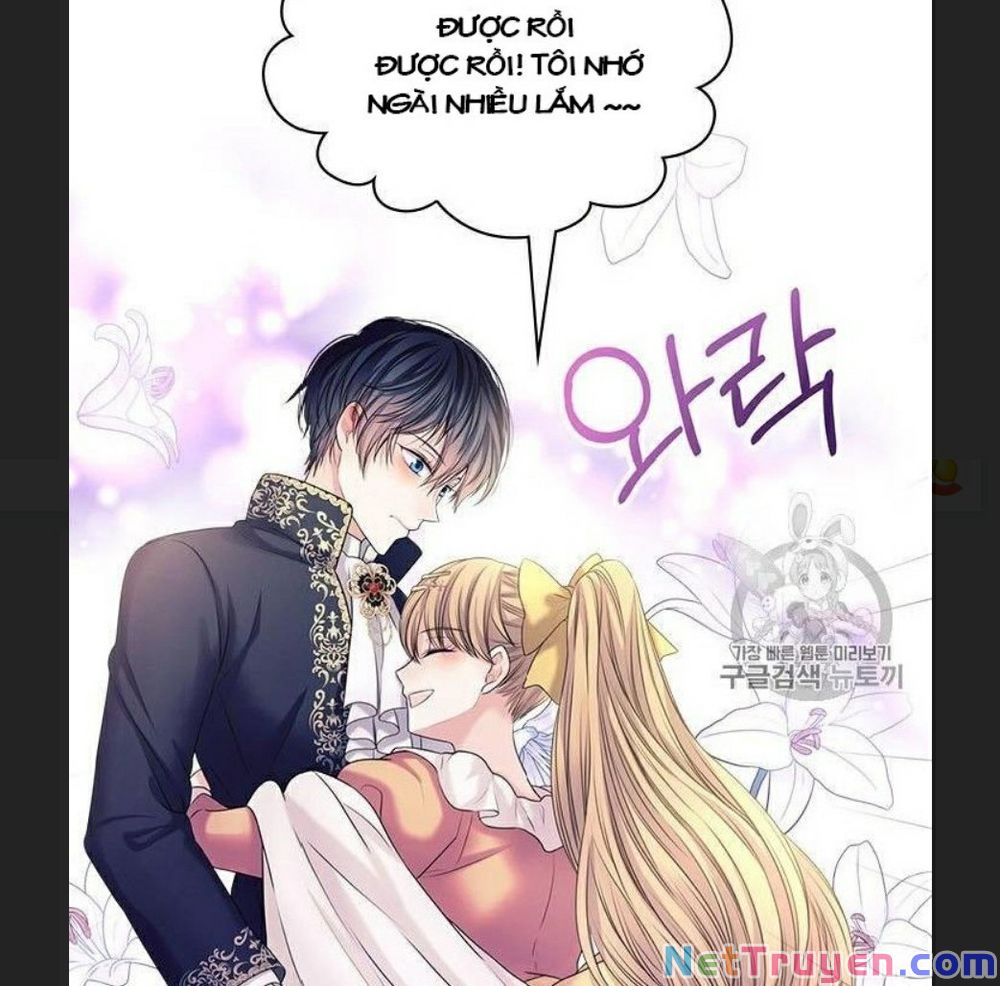 ĐƯỢC RỒI
ĐƯỢC RỒI! TÔI NHỚ
NGÀI NHIỀU LẮM ~~
와락
가장 빠른 웹툰 미리보기
구글검색 뉴토끼
NetTruyen.com